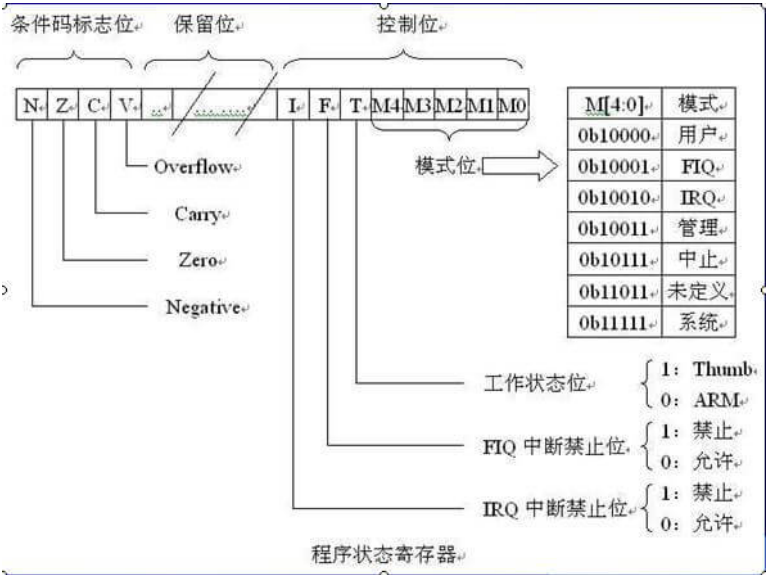 条件码标志位 保留位 控制位
N Z C V .. ........ I F T M4 M3 M2 M1 M0
M[4:0] 模式
0b10000 用户
0b10001 FIQ
0b10010 IRQ
0b10011 管理
0b10111 中止
0b11011 未定义
0b11111 系统
模式位
Overflow
Carry
Zero
Negative
工作状态位
1：Thumb
0：ARM
FIQ 中断禁止位
1：禁止
0：允许
IRQ 中断禁止位
1：禁止
0：允许
程序状态寄存器